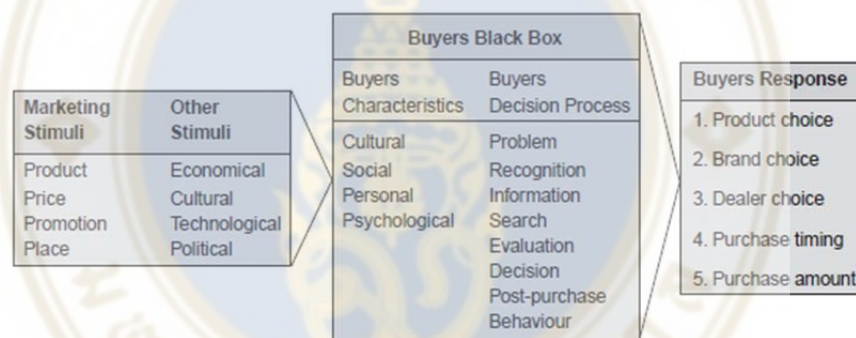 Buyers Black Box
Buyers
Characteristics
Buyers
Decision Process
Cultural
Social
Personal
Psychological
Problem
Recognition
Information
Search
Evaluation
Decision
Post-purchase
Behaviour
Marketing
Stimuli
Other
Stimuli
Product
Price
Promotion
Place
Economical
Cultural
Technological
Political
Buyers Response
1. Product choice
2. Brand choice
3. Dealer choice
4. Purchase timing
5. Purchase amount